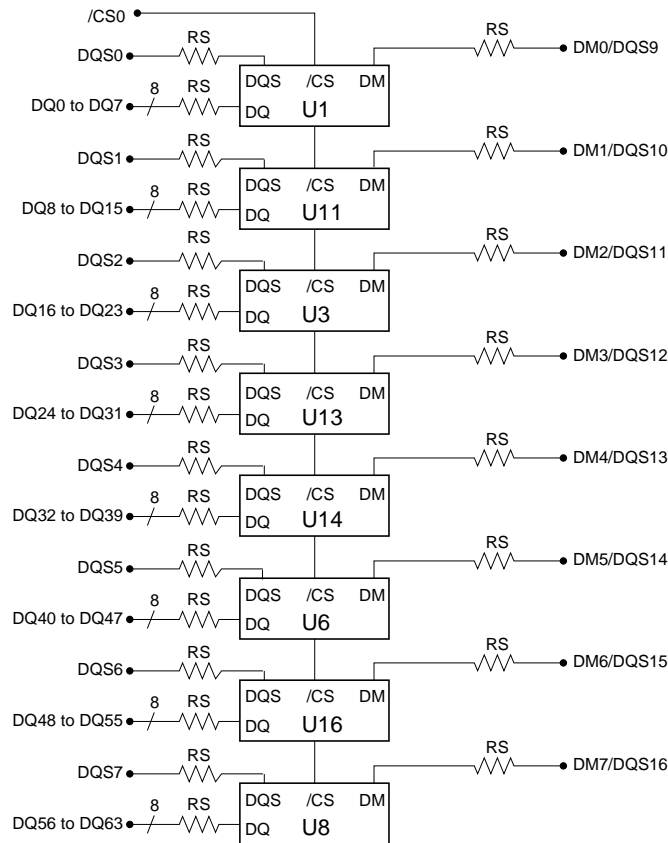 /CS0
RS
DQS0
RS
DM0/DQS9
8
RS
DQS /CS DM
DQ0 to DQ7
DQ
U1
RS
DQS1
RS
DM1/DQS10
8
RS
DQS /CS DM
DQ8 to DQ15
DQ
U11
RS
DQS2
RS
DM2/DQS11
8
RS
DQS /CS DM
DQ16 to DQ23
DQ
U3
RS
DQS3
RS
DM3/DQS12
8
RS
DQS /CS DM
DQ24 to DQ31
DQ
U13
RS
DQS4
RS
DM4/DQS13
8
RS
DQS /CS DM
DQ32 to DQ39
DQ
U14
RS
DQS5
RS
DM5/DQS14
8
RS
DQS /CS DM
DQ40 to DQ47
DQ
U6
RS
DQS6
RS
DM6/DQS15
8
RS
DQS /CS DM
DQ48 to DQ55
DQ
U16
RS
DQS7
RS
DM7/DQS16
8
RS
DQS /CS DM
DQ56 to DQ63
DQ
U8